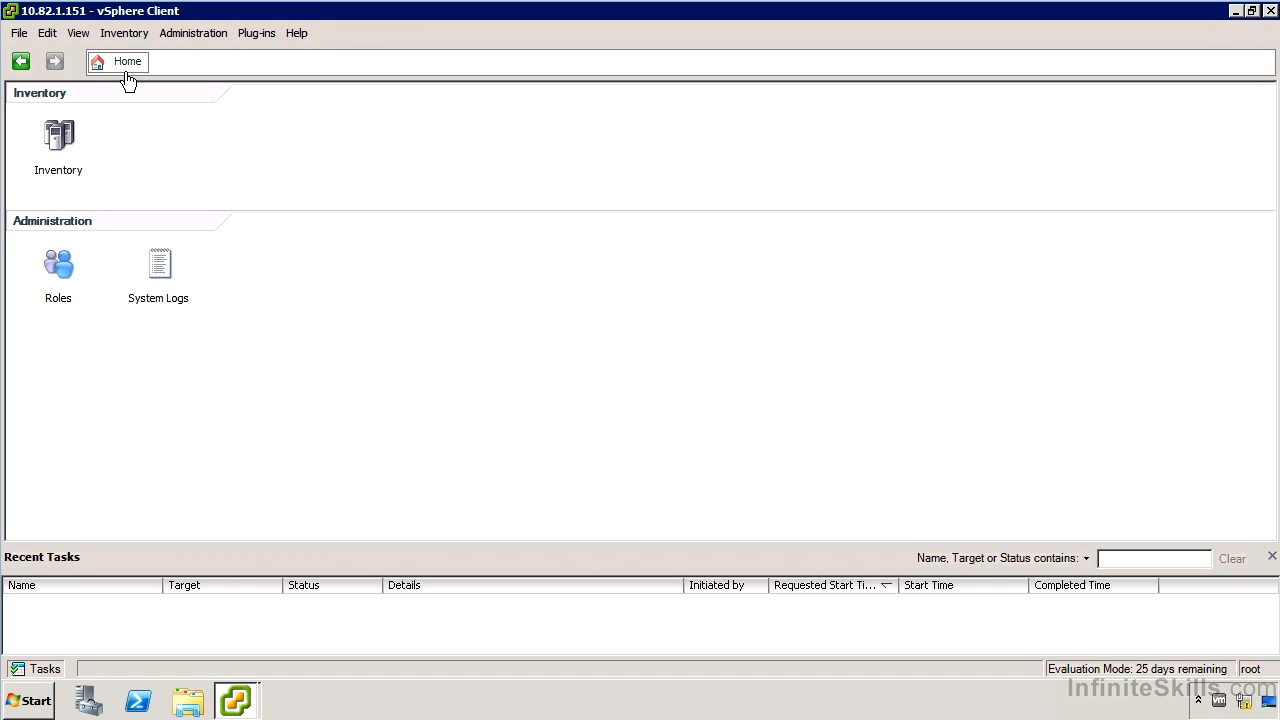 10.82.1.151 - vSphere Client
File Edit View Inventory Administration Plug-ins Help
Home
Inventory
Inventory
Administration
Roles System Logs
Recent Tasks Name, Target or Status contains: Clear
Name Target Status Details Initiated by Requested Start Ti... Start Time Completed Time
Tasks Evaluation Mode: 25 days remaining root
InfiniteSkills.com
Start